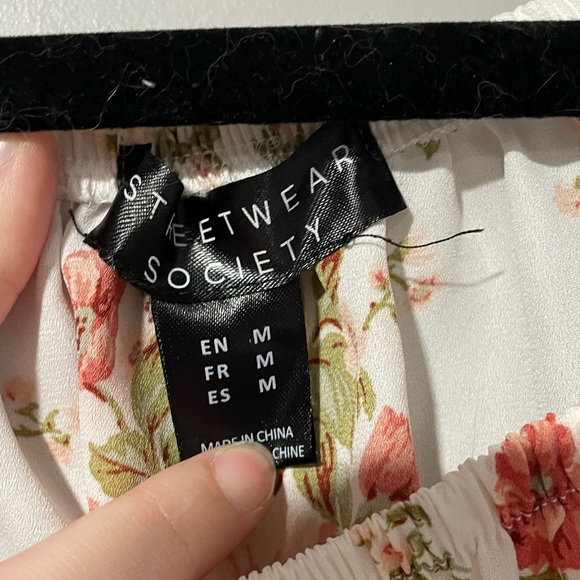 STREETWEAR
SOCIETY
EN M
FR M
ES M
MADE IN CHINA
CHINE